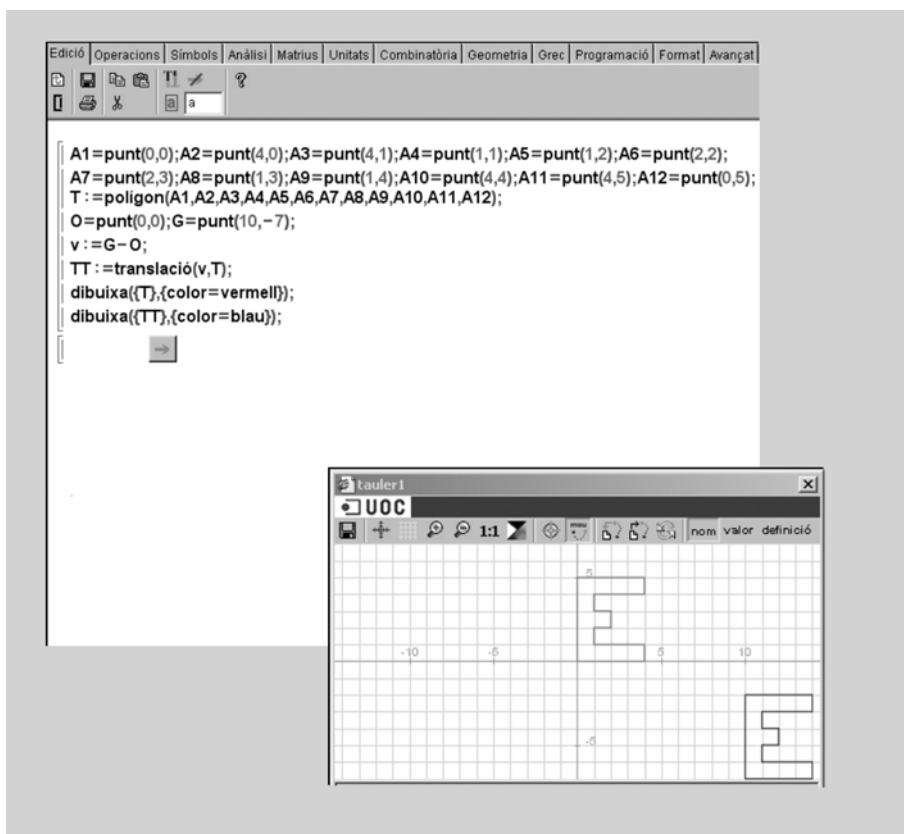 Edició Operacions Símbols Anàlisi Matrius Unitats Combinatòria Geometria Grec Programació Format Avançat
T1
a a
A1=punt(0,0);A2=punt(4,0);A3=punt(4,1);A4=punt(1,1);A5=punt(1,2);A6=punt(2,2);
A7=punt(2,3);A8=punt(1,3);A9=punt(1,4);A10=punt(4,4);A11=punt(4,5);A12=punt(0,5);
T:=poligon(A1,A2,A3,A4,A5,A6,A7,A8,A9,A10,A11,A12);
O=punt(0,0);G=punt(10,−7);
v:=G−O;
TT:=translació(v,T);
dibuixa({T},{color=vermell});
dibuixa({TT},{color=blau});
tauler1
UOC
1:1 mou nom valor definició
5
-10 -5 5 10
-5